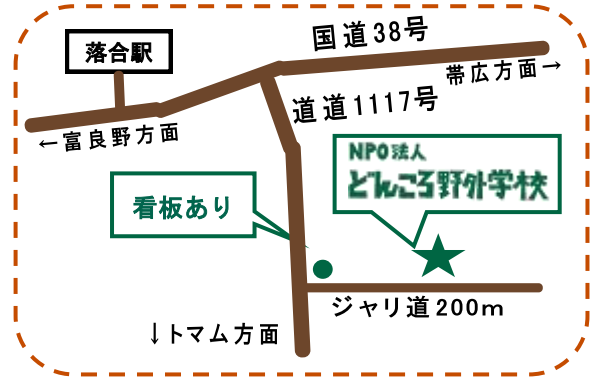 国道38号
落合駅
帯広方面→
道道1117号
←富良野方面
NPO法人
どんころ野外学校
看板あり
ジャリ道200m
↓トマム方面